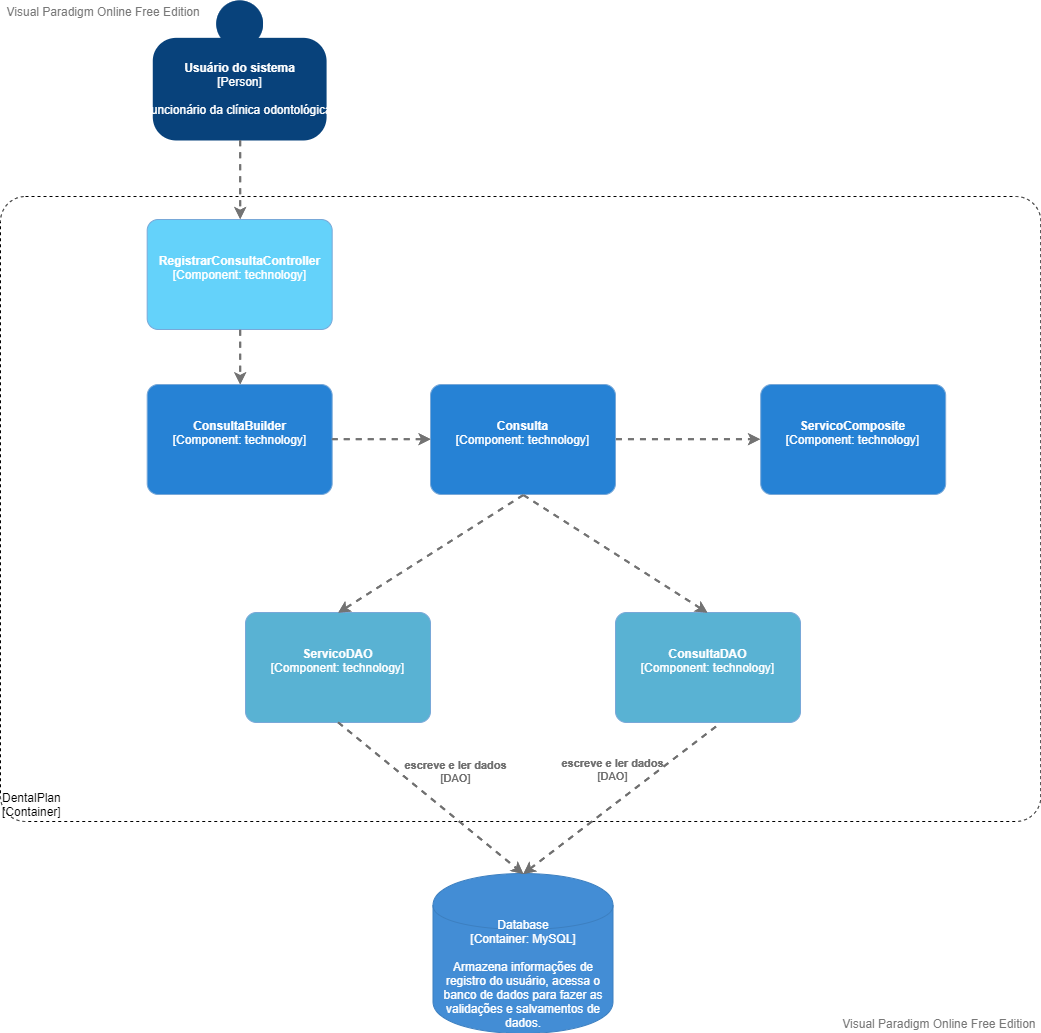 Visual Paradigm Online Free Edition
Usuário do sistema
[Person]
uncionário da clínica odontológica
RegistrarConsultaController
[Component: technology]
ConsultaBuilder
[Component: technology]
Consulta
[Component: technology]
ServicoComposite
[Component: technology]
ServicoDAO
[Component: technology]
ConsultaDAO
[Component: technology]
escreve e ler dados
[DAO]
escreve e ler dados
[DAO]
DentalPlan
[Container]
Database
[Container: MySQL]
Armazena informações de
registro do usuário, acessa o
banco de dados para fazer as
validações e salvamentos de
dados.
Visual Paradigm Online Free Edition